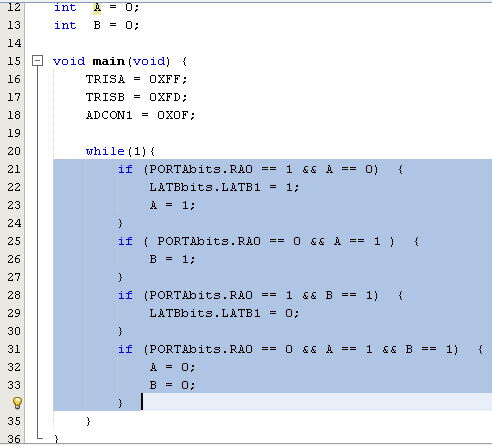 12 int A = 0;
13 int B = 0;
14
15 void main(void) {
16 TRISA = 0XFF;
17 TRISB = 0XFD;
18 ADCON1 = 0X0F;
19
20 while(1){
21 if (PORTAbits.RA0 == 1 && A == 0) {
22 LATBbits.LATB1 = 1;
23 A = 1;
24 }
25 if ( PORTAbits.RA0 == 0 && A == 1 ) {
26 B = 1;
27 }
28 if (PORTAbits.RA0 == 1 && B == 1) {
29 LATBbits.LATB1 = 0;
30 }
31 if (PORTAbits.RA0 == 0 && A == 1 && B == 1) {
32 A = 0;
33 B = 0;
}
35 }
36 }